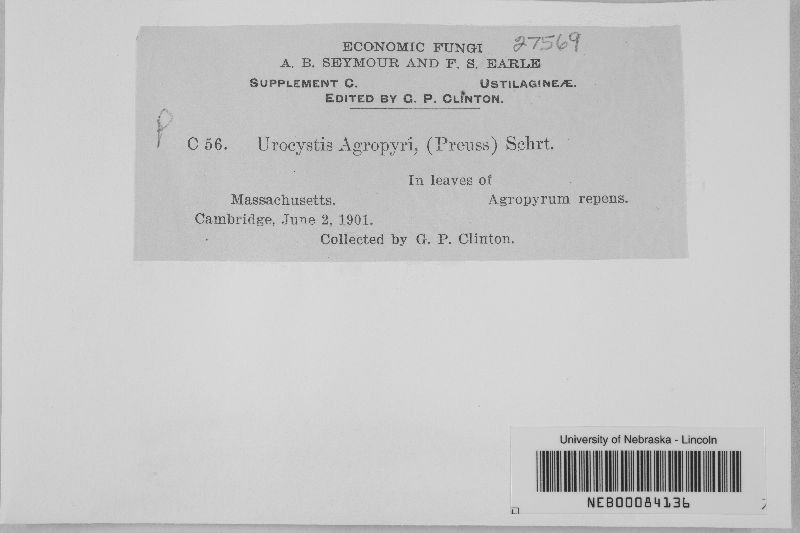 ECONOMIC FUNGI 27569
A. B. SEYMOUR AND F. S. EARLE
SUPPLEMENT C. USTILAGINEÆ.
EDITED BY G. P. CLINTON.
P C 56. Urocystis Agropyri, (Preuss) Schrt.
In leaves of
Massachusetts. Agropyrum repens.
Cambridge, June 2, 1901.
Collected by G. P. Clinton.
University of Nebraska - Lincoln
NEB00084136